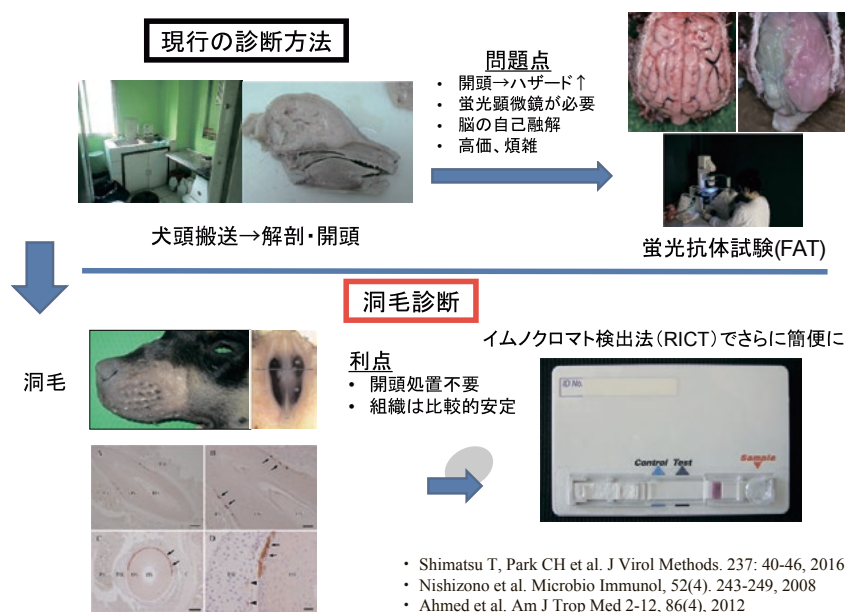 現行の診断方法
問題点
・ 開頭→ハザード↑
・ 蛍光顕微鏡が必要
・ 脳の自己融解
・ 高価、煩雑
犬頭搬送→解剖・開頭
蛍光抗体試験(FAT)
洞毛診断
イムノクロマト検出法(RICT)でさらに簡便に
洞毛
利点
・ 開頭処置不要
・ 組織は比較的安定
ID No.
Control Test
Sample
A
B
C
D
・ Shimatsu T, Park CH et al. J Virol Methods. 237: 40-46, 2016
・ Nishizono et al. Microbio Immunol, 52(4). 243-249, 2008
・ Ahmed et al. Am J Trop Med 2-12, 86(4), 2012